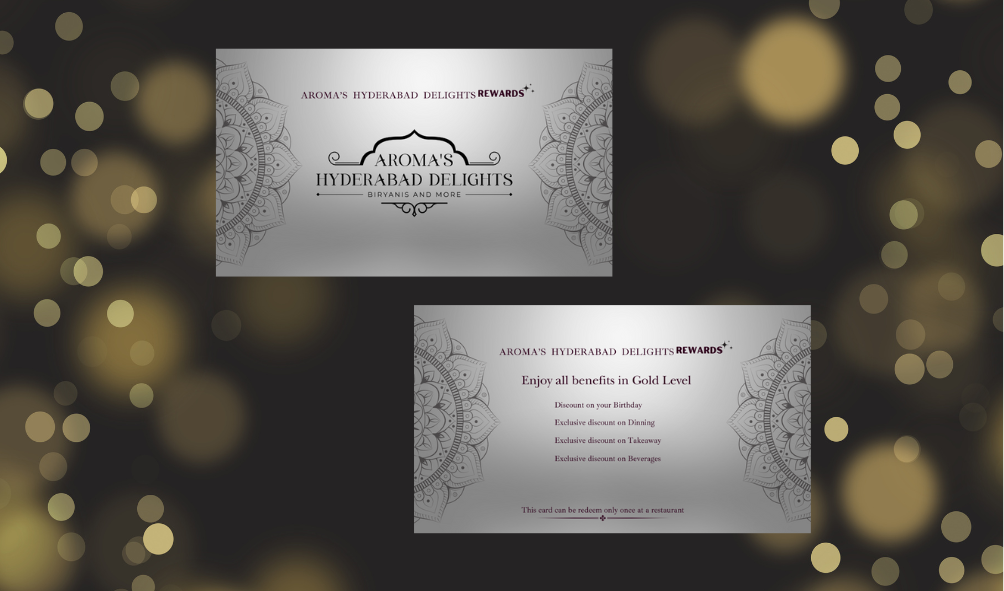 AROMA'S HYDERABAD DELIGHTS REWARDS
AROMA'S
HYDERABAD DELIGHTS
BIRYANIS AND MORE
AROMA'S HYDERABAD DELIGHTS REWARDS
Enjoy all benefits in Gold Level
Discount on your Birthday
Exclusive discount on Dinning
Exclusive discount on Takeaway
Exclusive discount on Beverages
This card can be redeem only once at a restaurant